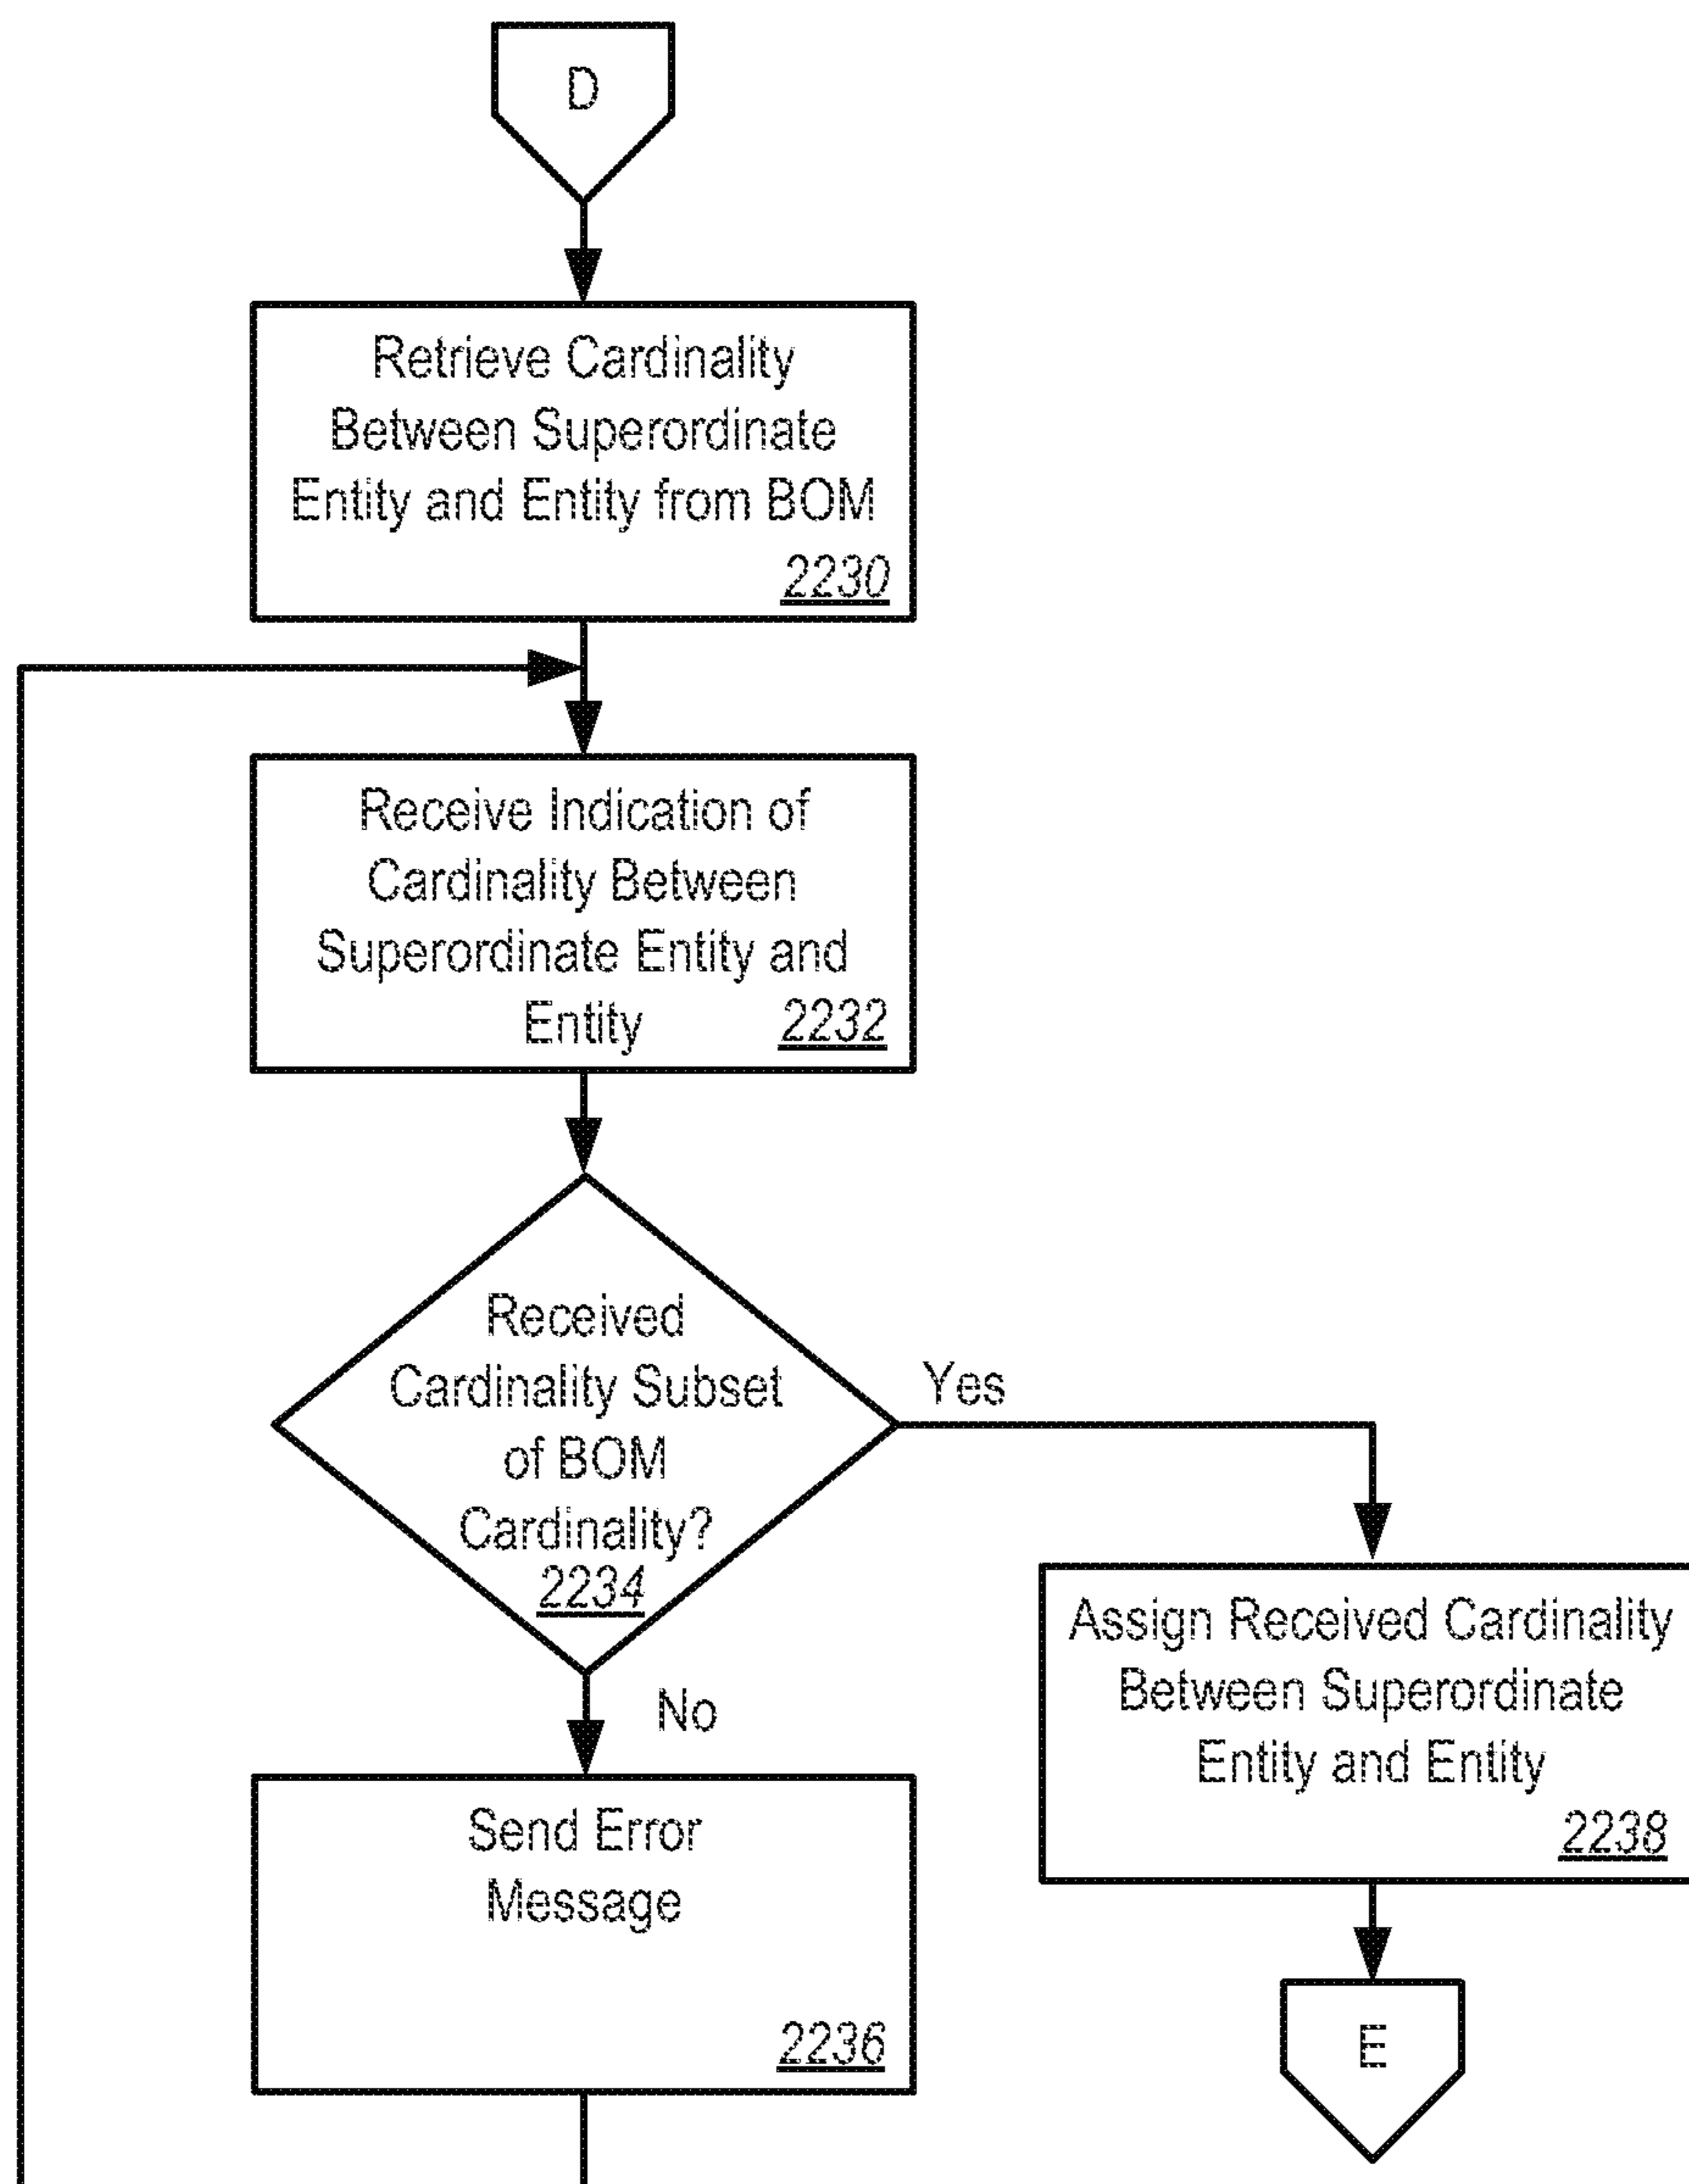 D
Retrieve Cardinality
Between Superordinate
Entity and Entity from BOM
2230
Receive Indication of
Cardinality Between
Superordinate Entity and
Entity 2232
Received
Cardinality Subset
of BOM
Cardinality?
2234
Yes
No
Assign Received Cardinality
Between Superordinate
Entity and Entity
2238
Send Error
Message
2236
E